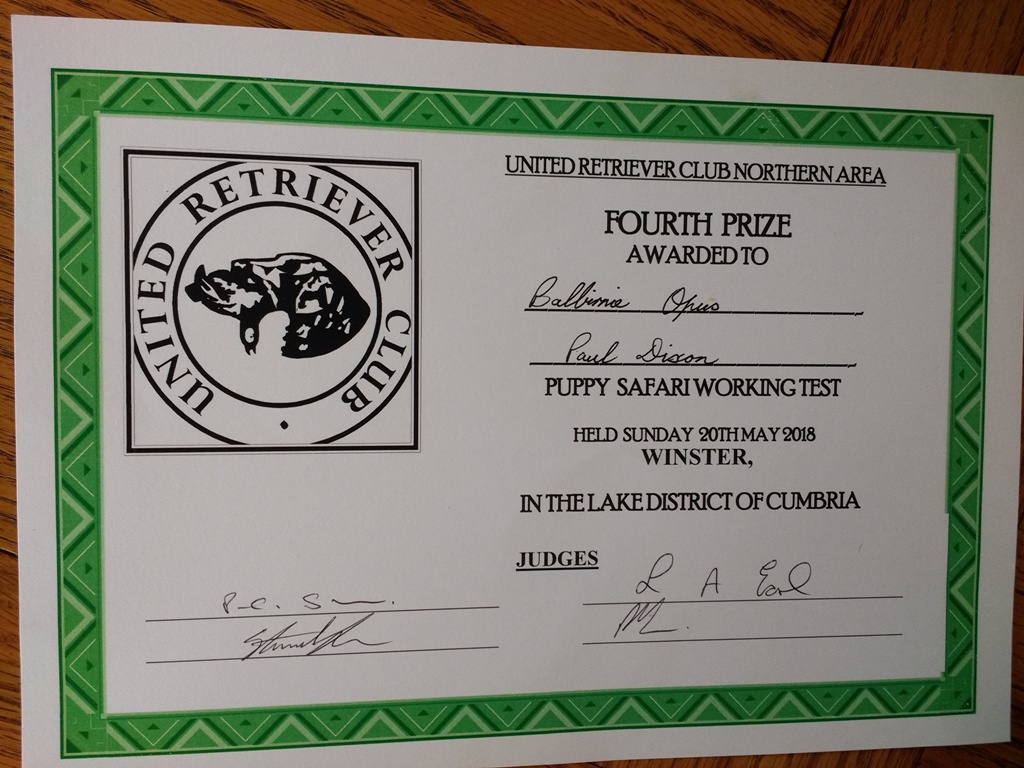 UNITED RETRIEVER CLUB
UNITED RETRIEVER CLUB NORTHERN AREA
FOURTH PRIZE
AWARDED TO
Balbirnie Opus
Paul Dixon
PUPPY SAFARI WORKING TEST
HELD SUNDAY 20TH MAY 2018
WINSTER,
IN THE LAKE DISTRICT OF CUMBRIA
JUDGES
L A Earl